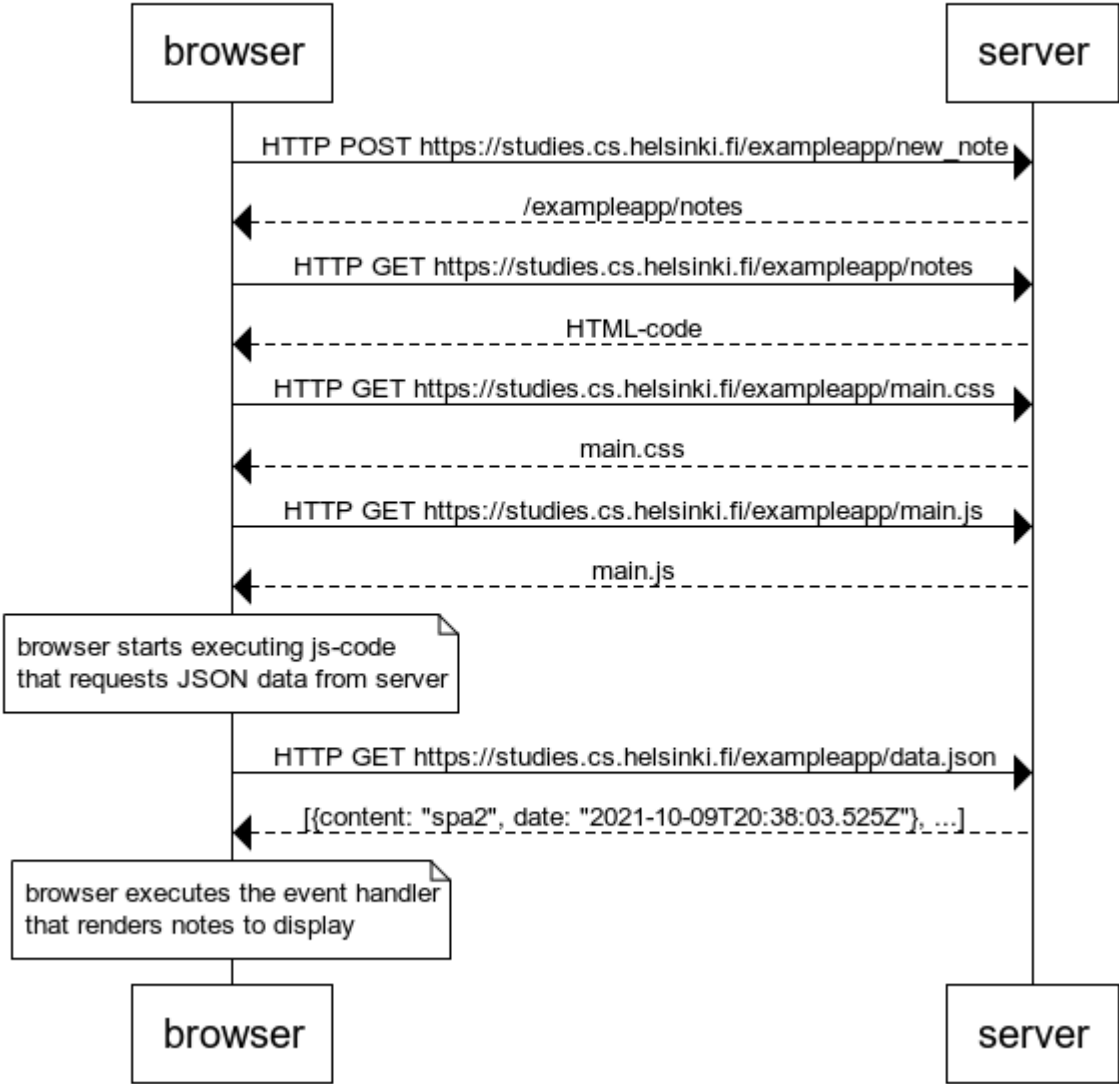 browser server
HTTP POST https://studies.cs.helsinki.fi/exampleapp/new_note
/exampleapp/notes
HTTP GET https://studies.cs.helsinki.fi/exampleapp/notes
HTML-code
HTTP GET https://studies.cs.helsinki.fi/exampleapp/main.css
main.css
HTTP GET https://studies.cs.helsinki.fi/exampleapp/main.js
main.js
browser starts executing js-code
that requests JSON data from server
HTTP GET https://studies.cs.helsinki.fi/exampleapp/data.json
[{content: "spa2", date: "2021-10-09T20:38:03.525Z"}, ...]
browser executes the event handler
that renders notes to display
browser server